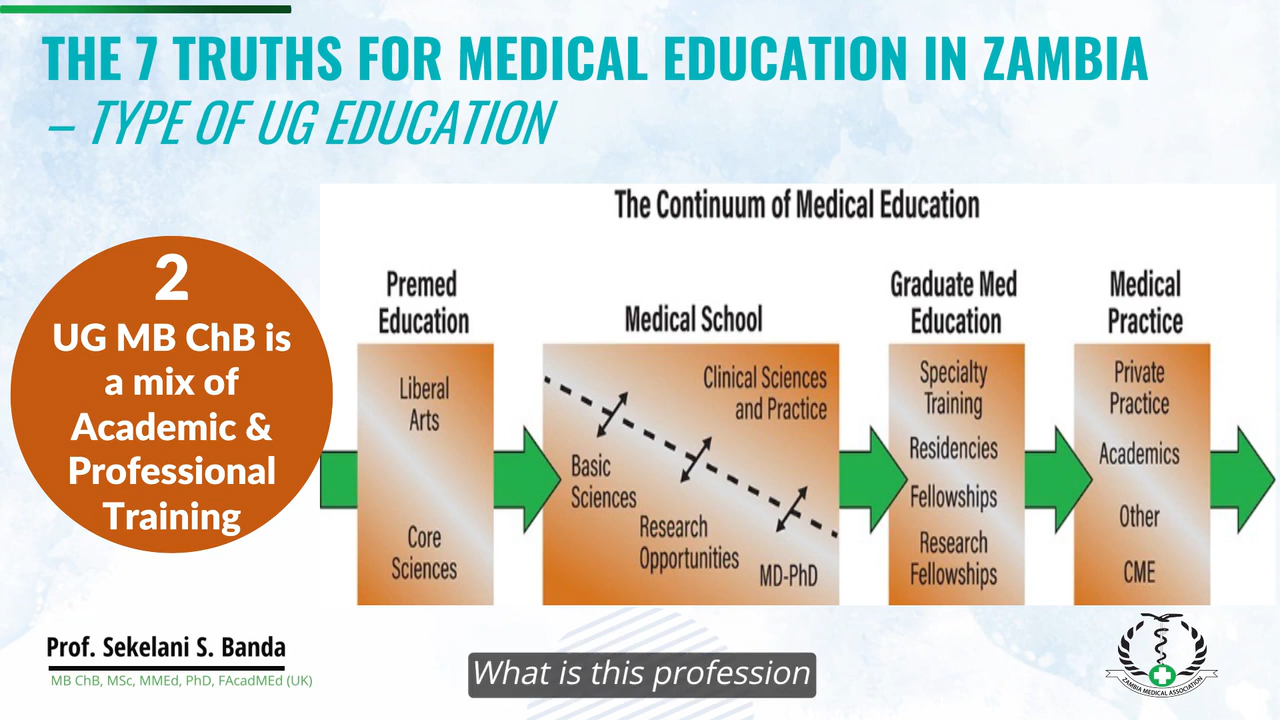 THE 7 TRUTHS FOR MEDICAL EDUCATION IN ZAMBIA
– TYPE OF UG EDUCATION
The Continuum of Medical Education
2
UG MB ChB is
a mix of
Academic &
Professional
Training
Premed
Education
Liberal
Arts
Core
Sciences
Medical School
Clinical Sciences
and Practice
Basic
Sciences
Research
Opportunities
MD-PhD
Graduate Med
Education
Specialty
Training
Residencies
Fellowships
Research
Fellowships
Medical
Practice
Private
Practice
Academics
Other
CME
Prof. Sekelani S. Banda
MB ChB, MSc, MMEd, PhD, FAcadMEd (UK)
What is this profession
ZAMBIA MEDICAL ASSOCIATION